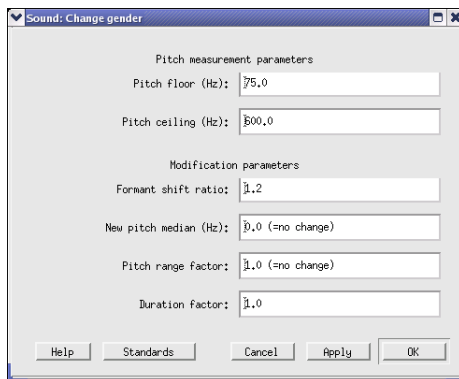 Sound: Change gender
Pitch measurement parameters
Pitch floor (Hz): 75.0
Pitch ceiling (Hz): 600.0
Modification parameters
Formant shift ratio: 1.2
New pitch median (Hz): 0.0 (=no change)
Pitch range factor: 1.0 (=no change)
Duration factor: 1.0
Help Standards Cancel Apply OK